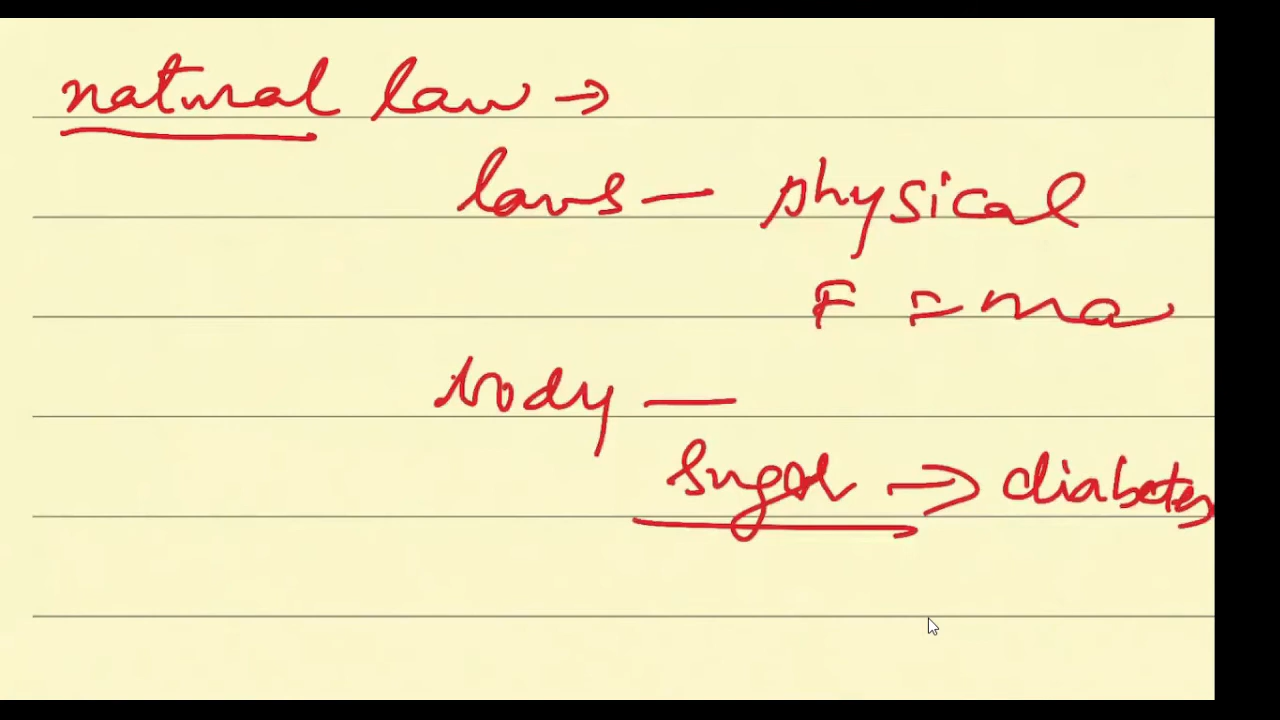 natural law →
laws — physical
F = ma
body —
sugar → diabetes